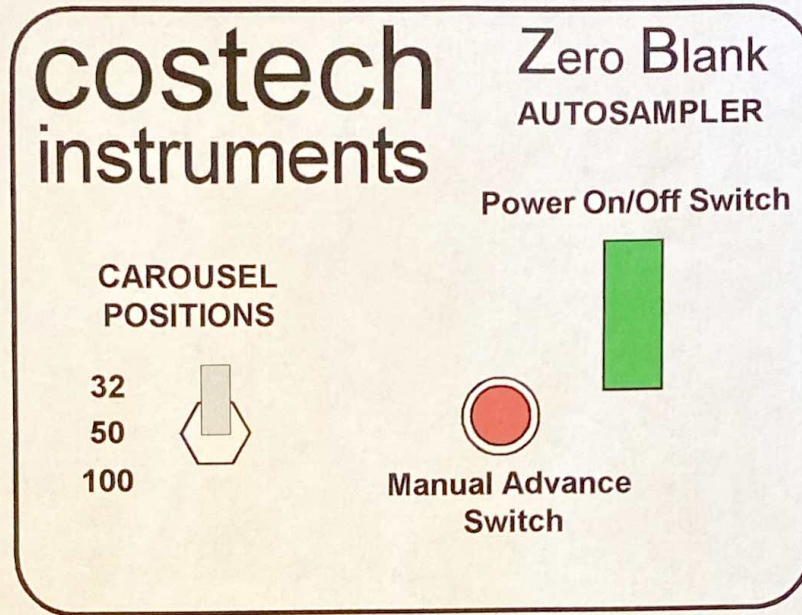 costech
instruments
Zero Blank
AUTOSAMPLER
Power On/Off Switch
CAROUSEL
POSITIONS
32
50
100
Manual Advance
Switch